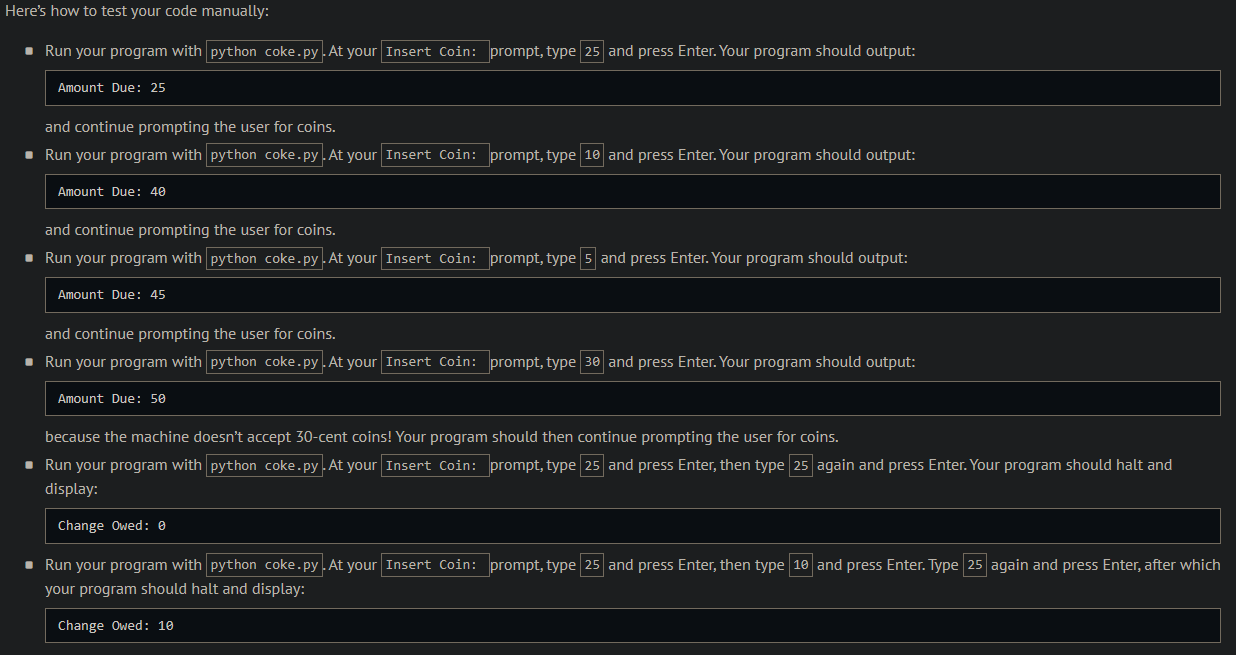 Here's how to test your code manually:
Run your program with python coke.py. At your Insert Coin: prompt, type 25 and press Enter. Your program should output:
Amount Due: 25
and continue prompting the user for coins.
Run your program with python coke.py. At your Insert Coin: prompt, type 10 and press Enter. Your program should output:
Amount Due: 40
and continue prompting the user for coins.
Run your program with python coke.py. At your Insert Coin: prompt, type 5 and press Enter. Your program should output:
Amount Due: 45
and continue prompting the user for coins.
Run your program with python coke.py. At your Insert Coin: prompt, type 30 and press Enter. Your program should output:
Amount Due: 50
because the machine doesn't accept 30-cent coins! Your program should then continue prompting the user for coins.
Run your program with python coke.py. At your Insert Coin: prompt, type 25 and press Enter, then type 25 again and press Enter. Your program should halt and
display:
Change Owed: 0
Run your program with python coke.py. At your Insert Coin: prompt, type 25 and press Enter, then type 10 and press Enter. Type 25 again and press Enter, after which
your program should halt and display:
Change Owed: 10